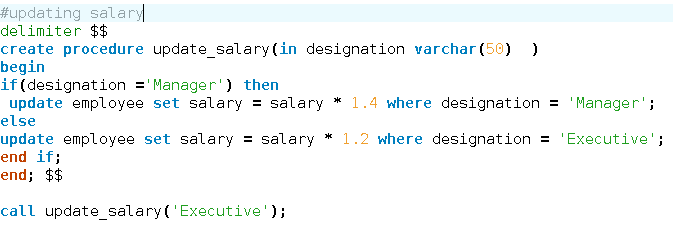 #updating salary
delimiter $$
create procedure update_salary(in designation varchar(50)  )
begin
if(designation ='Manager') then
 update employee set salary = salary * 1.4 where designation = 'Manager';
else
update employee set salary = salary * 1.2 where designation = 'Executive';
end if;
end; $$

call update_salary('Executive');